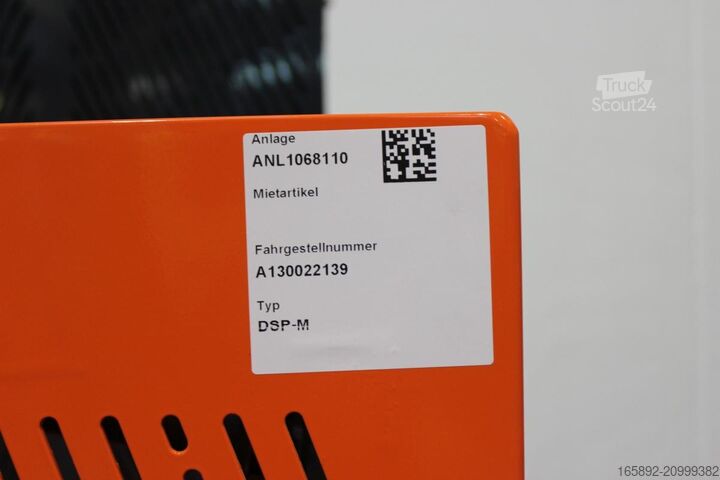 Truck
Scout24
Anlage
ANL1068110
Mietartikel
Fahrgestellnummer
A130022139
Typ
DSP-M
165892-20999382